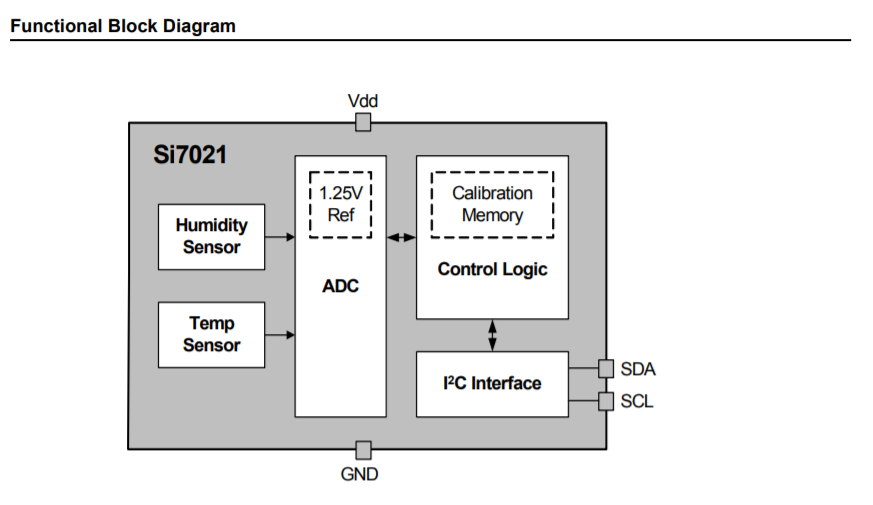 Functional Block Diagram
Vdd
Si7021
1.25V
Ref
Calibration
Memory
Humidity
Sensor
Control Logic
ADC
Temp
Sensor
I²C Interface
SDA
SCL
GND